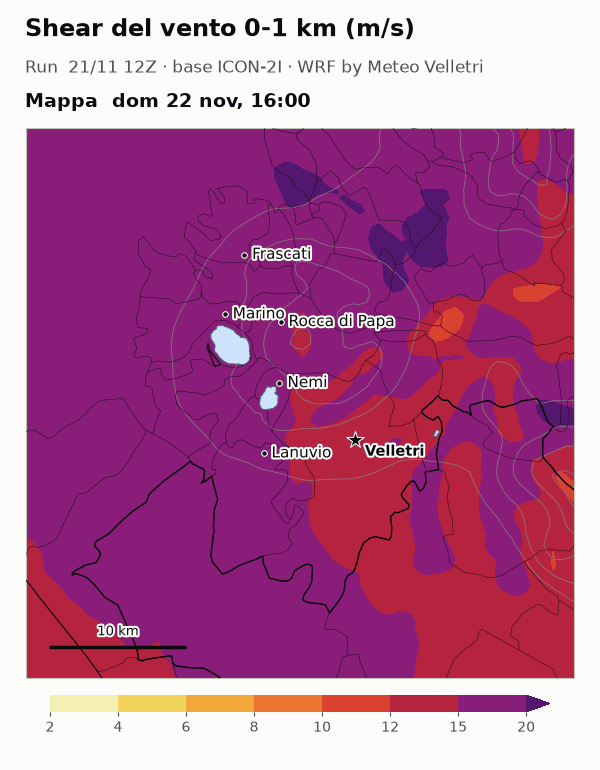 Shear del vento 0-1 km (m/s)
Run  21/11 12Z · base ICON-2I · WRF by Meteo Velletri
Mappa  dom 22 nov, 16:00
Frascati
Marino
Rocca di Papa
Nemi
Velletri
Lanuvio
10 km
2 4 6 8 10 12 15 20